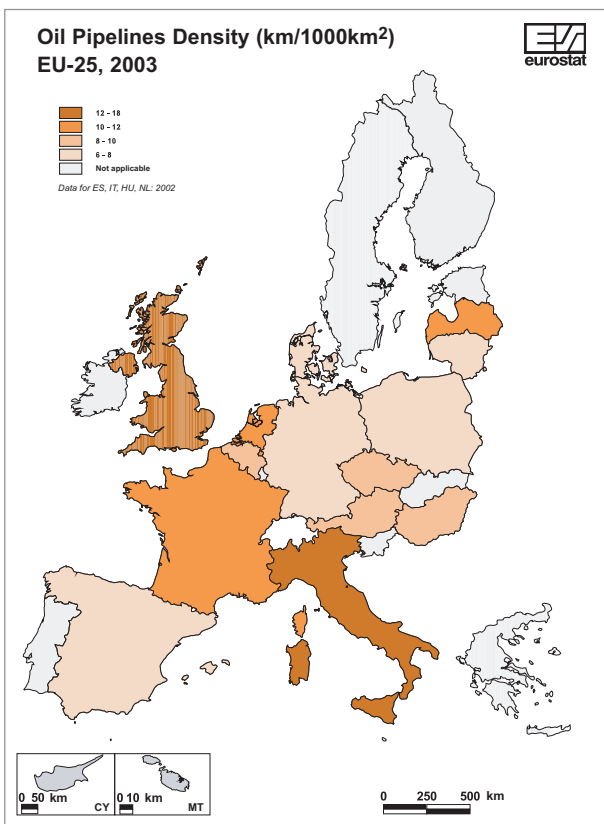 Oil Pipelines Density (km/1000km²)
EU-25, 2003
eurostat
12 – 18
10 – 12
8 – 10
6 – 8
Not applicable
Data for ES, IT, HU, NL: 2002
0 50 km
CY
0 10 km
MT
0 250 500 km